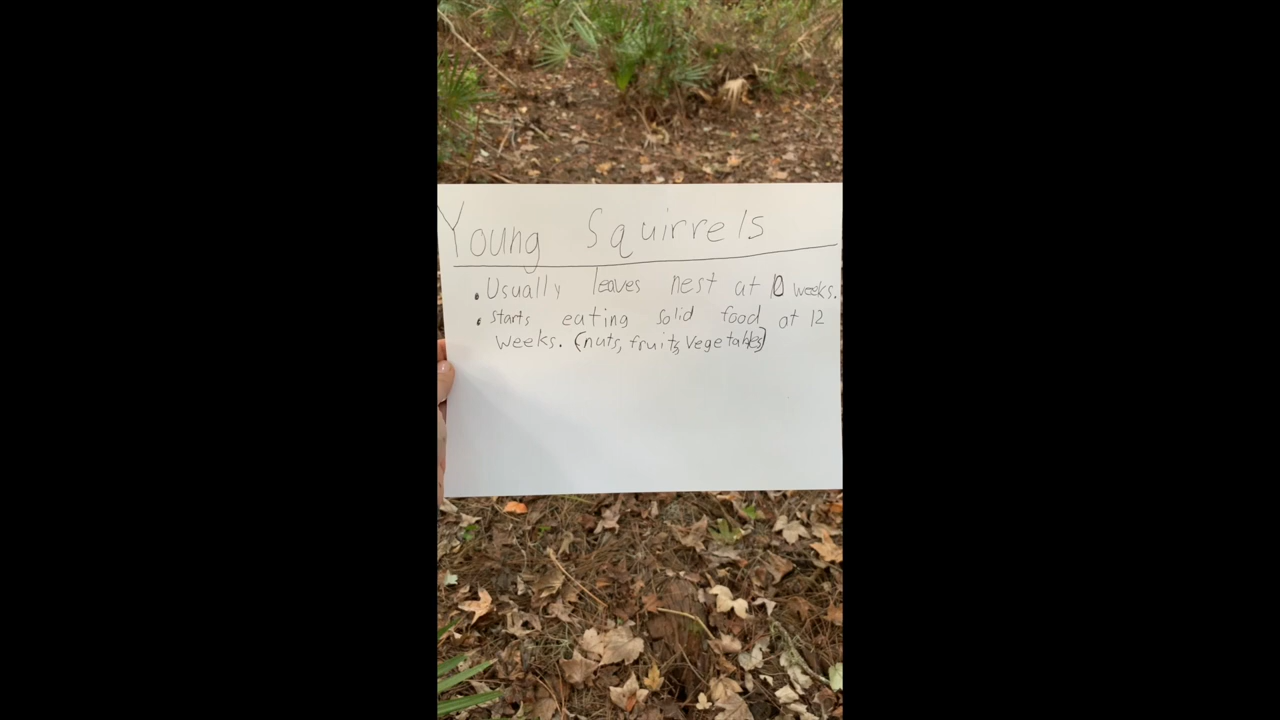 Young Squirrels
• Usually leaves nest at 10 weeks.
• starts eating solid food at 12
weeks. (nuts, fruits, vegetables)